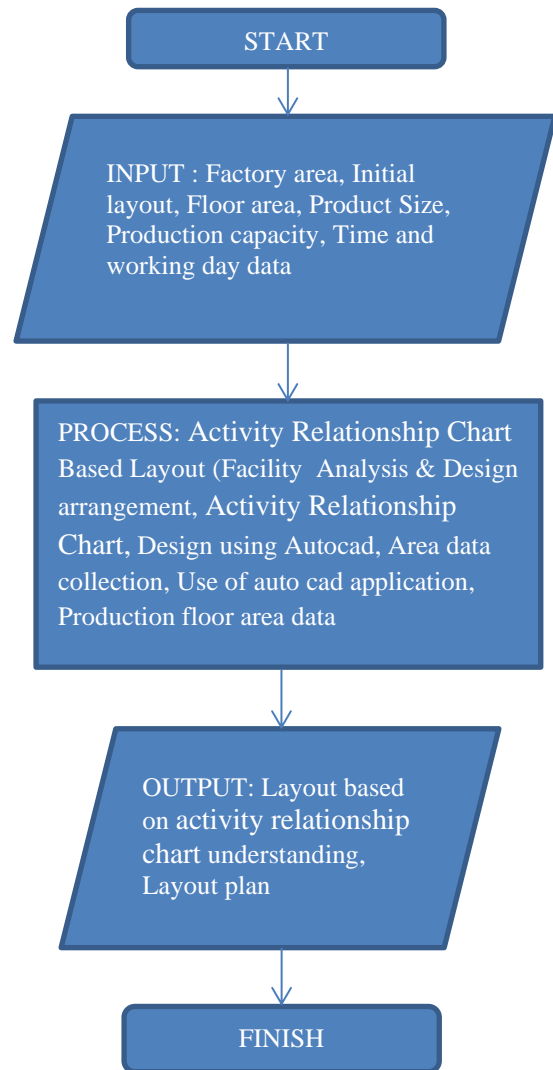 START
INPUT : Factory area, Initial
layout, Floor area, Product Size,
Production capacity, Time and
working day data
PROCESS: Activity Relationship Chart
Based Layout (Facility Analysis & Design
arrangement, Activity Relationship
Chart, Design using Autocad, Area data
collection, Use of auto cad application,
Production floor area data
OUTPUT: Layout based
on activity relationship
chart understanding,
Layout plan
FINISH